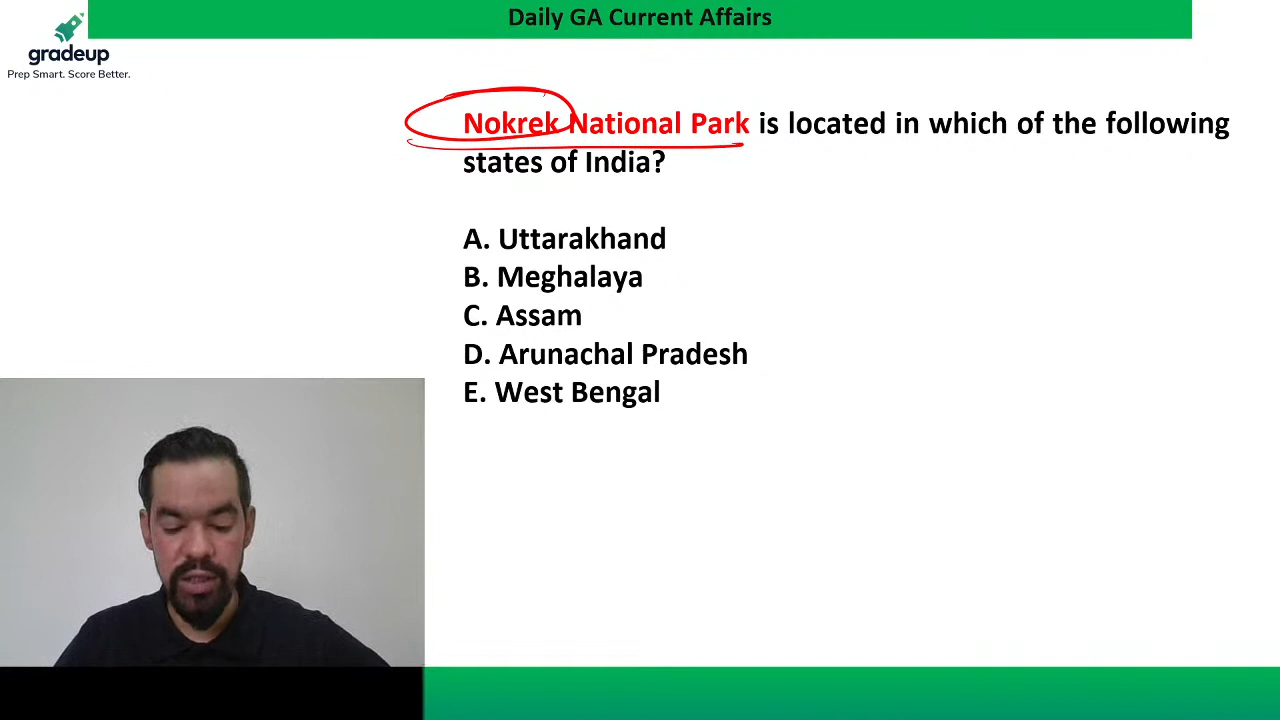 Daily GA Current Affairs
gradeup
Prep Smart. Score Better.
Nokrek National Park is located in which of the following
states of India?
A. Uttarakhand
B. Meghalaya
C. Assam
D. Arunachal Pradesh
E. West Bengal